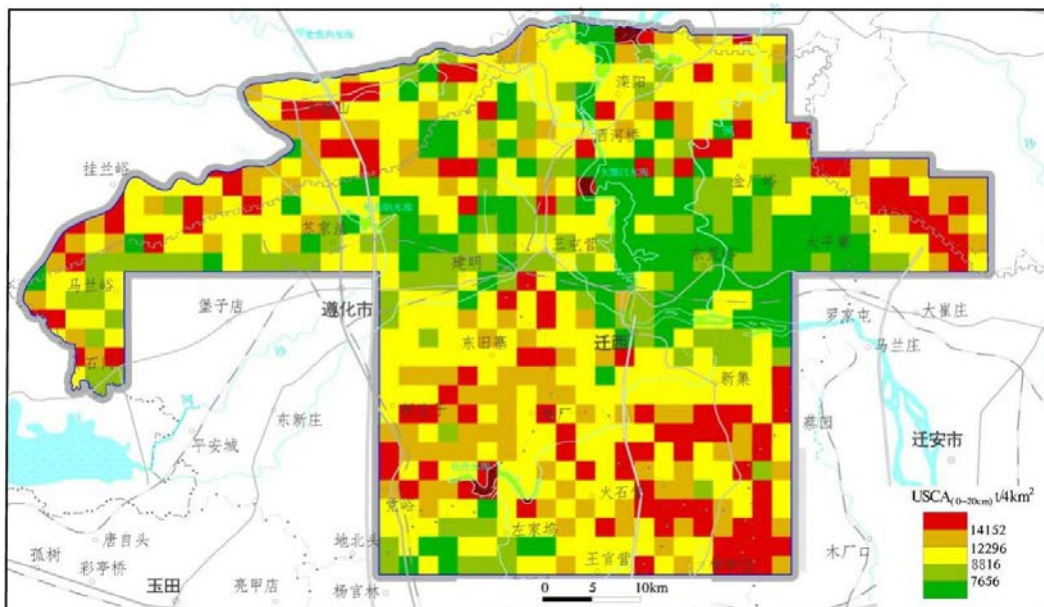 滦阳
洒河桥
挂兰峪
金厂峪
三屯营
建明
太平寨
马兰峪
堡子店
遵化市
罗家屯
大崔庄
东旧寨
迁西
马兰庄
石门
新集
东新庄
蔡园
平安城
迁安市
USCA(0-20cm) t/4km²
14152
12296
8816
7656
火石营
唐自头
地北头
左家坞
木厂口
孤树
彩亭桥
王官营
玉田
亮甲店
杨官林
0 5 10km